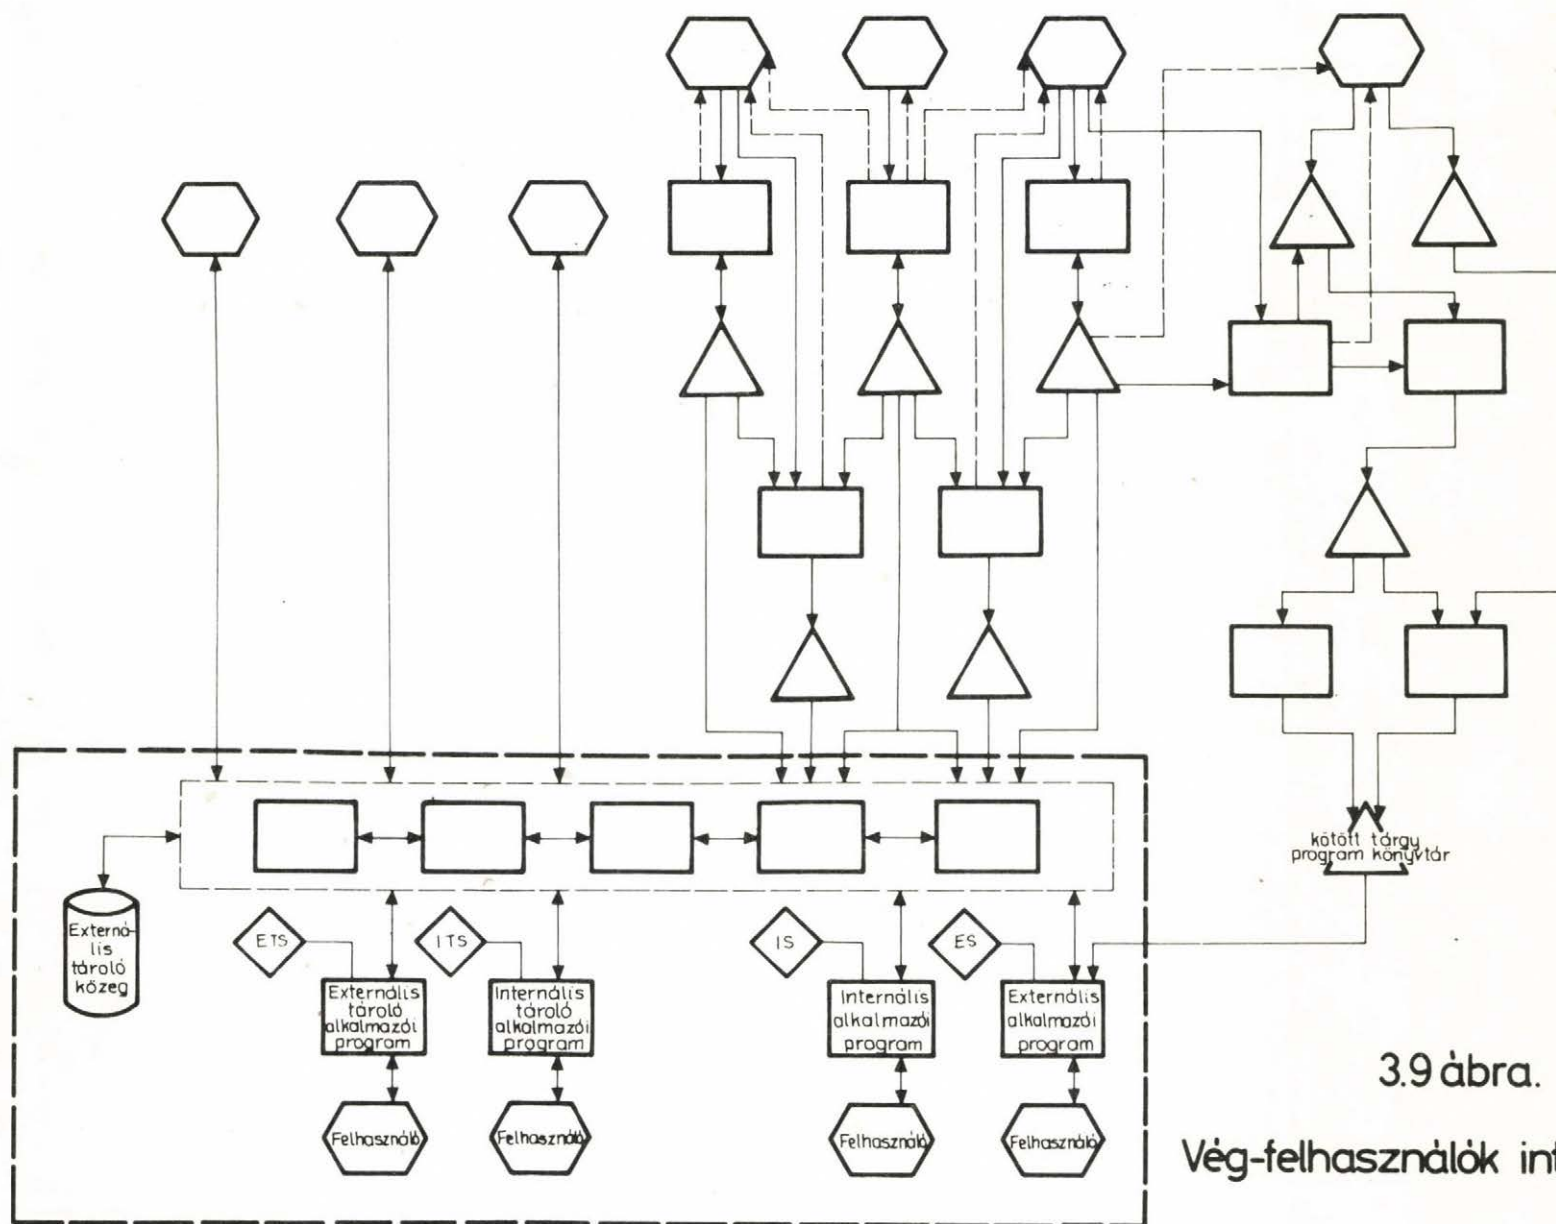 kötött tárgy
program könyvtár
Externá-
lis
tároló
közeg
ETS
ITS
IS
ES
Externális
tároló
alkalmazói
program
Internális
tároló
alkalmazói
program
Internális
alkalmazói
program
Externális
alkalmazói
program
Felhasználó
Felhasználó
Felhasználó
Felhasználó
3.9 ábra.
Vég-felhasználók int